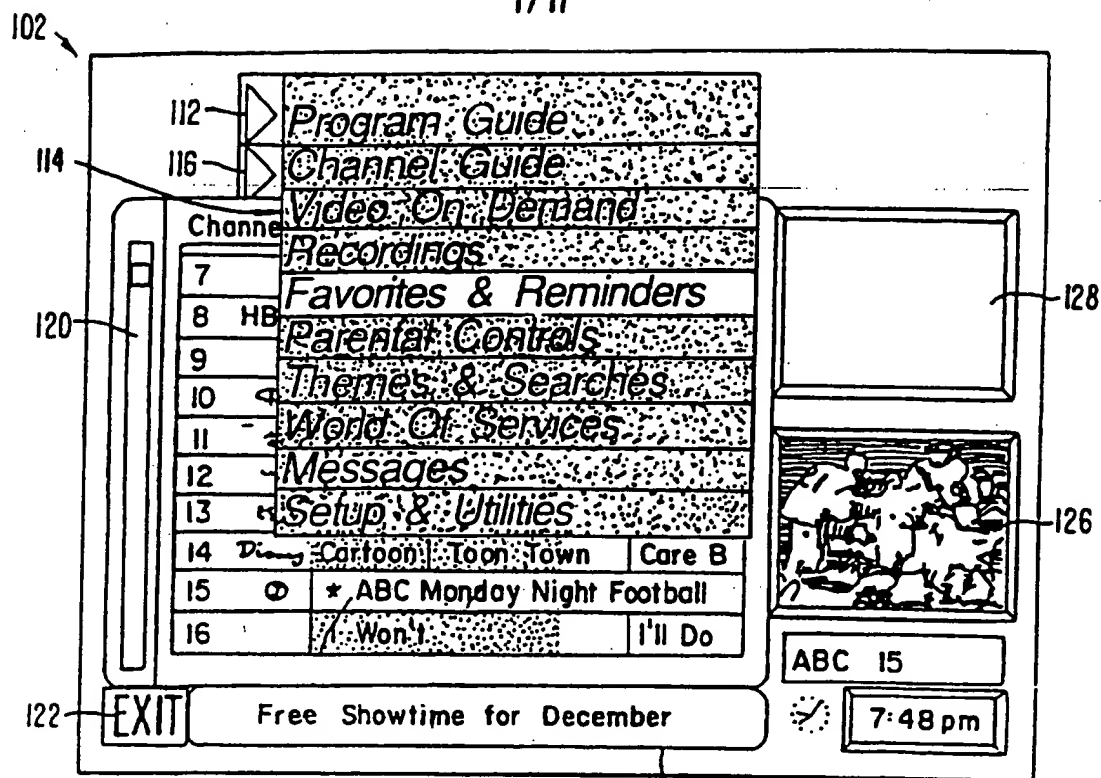 102
112
Program Guide
114
116
Channel Guide
Video On Demand
Channe
Recordings
7
Favorites & Reminders
128
8 HB
120
Parental Controls
9
Themes & Searches
10
World Of Services
11
Messages
12
Setup & Utilities
13
126
14 Cartoon Toon Town Care B
15 * ABC Monday Night Football
16 I Won't I'll Do
ABC 15
122
EXIT
Free Showtime for December
7:48 pm